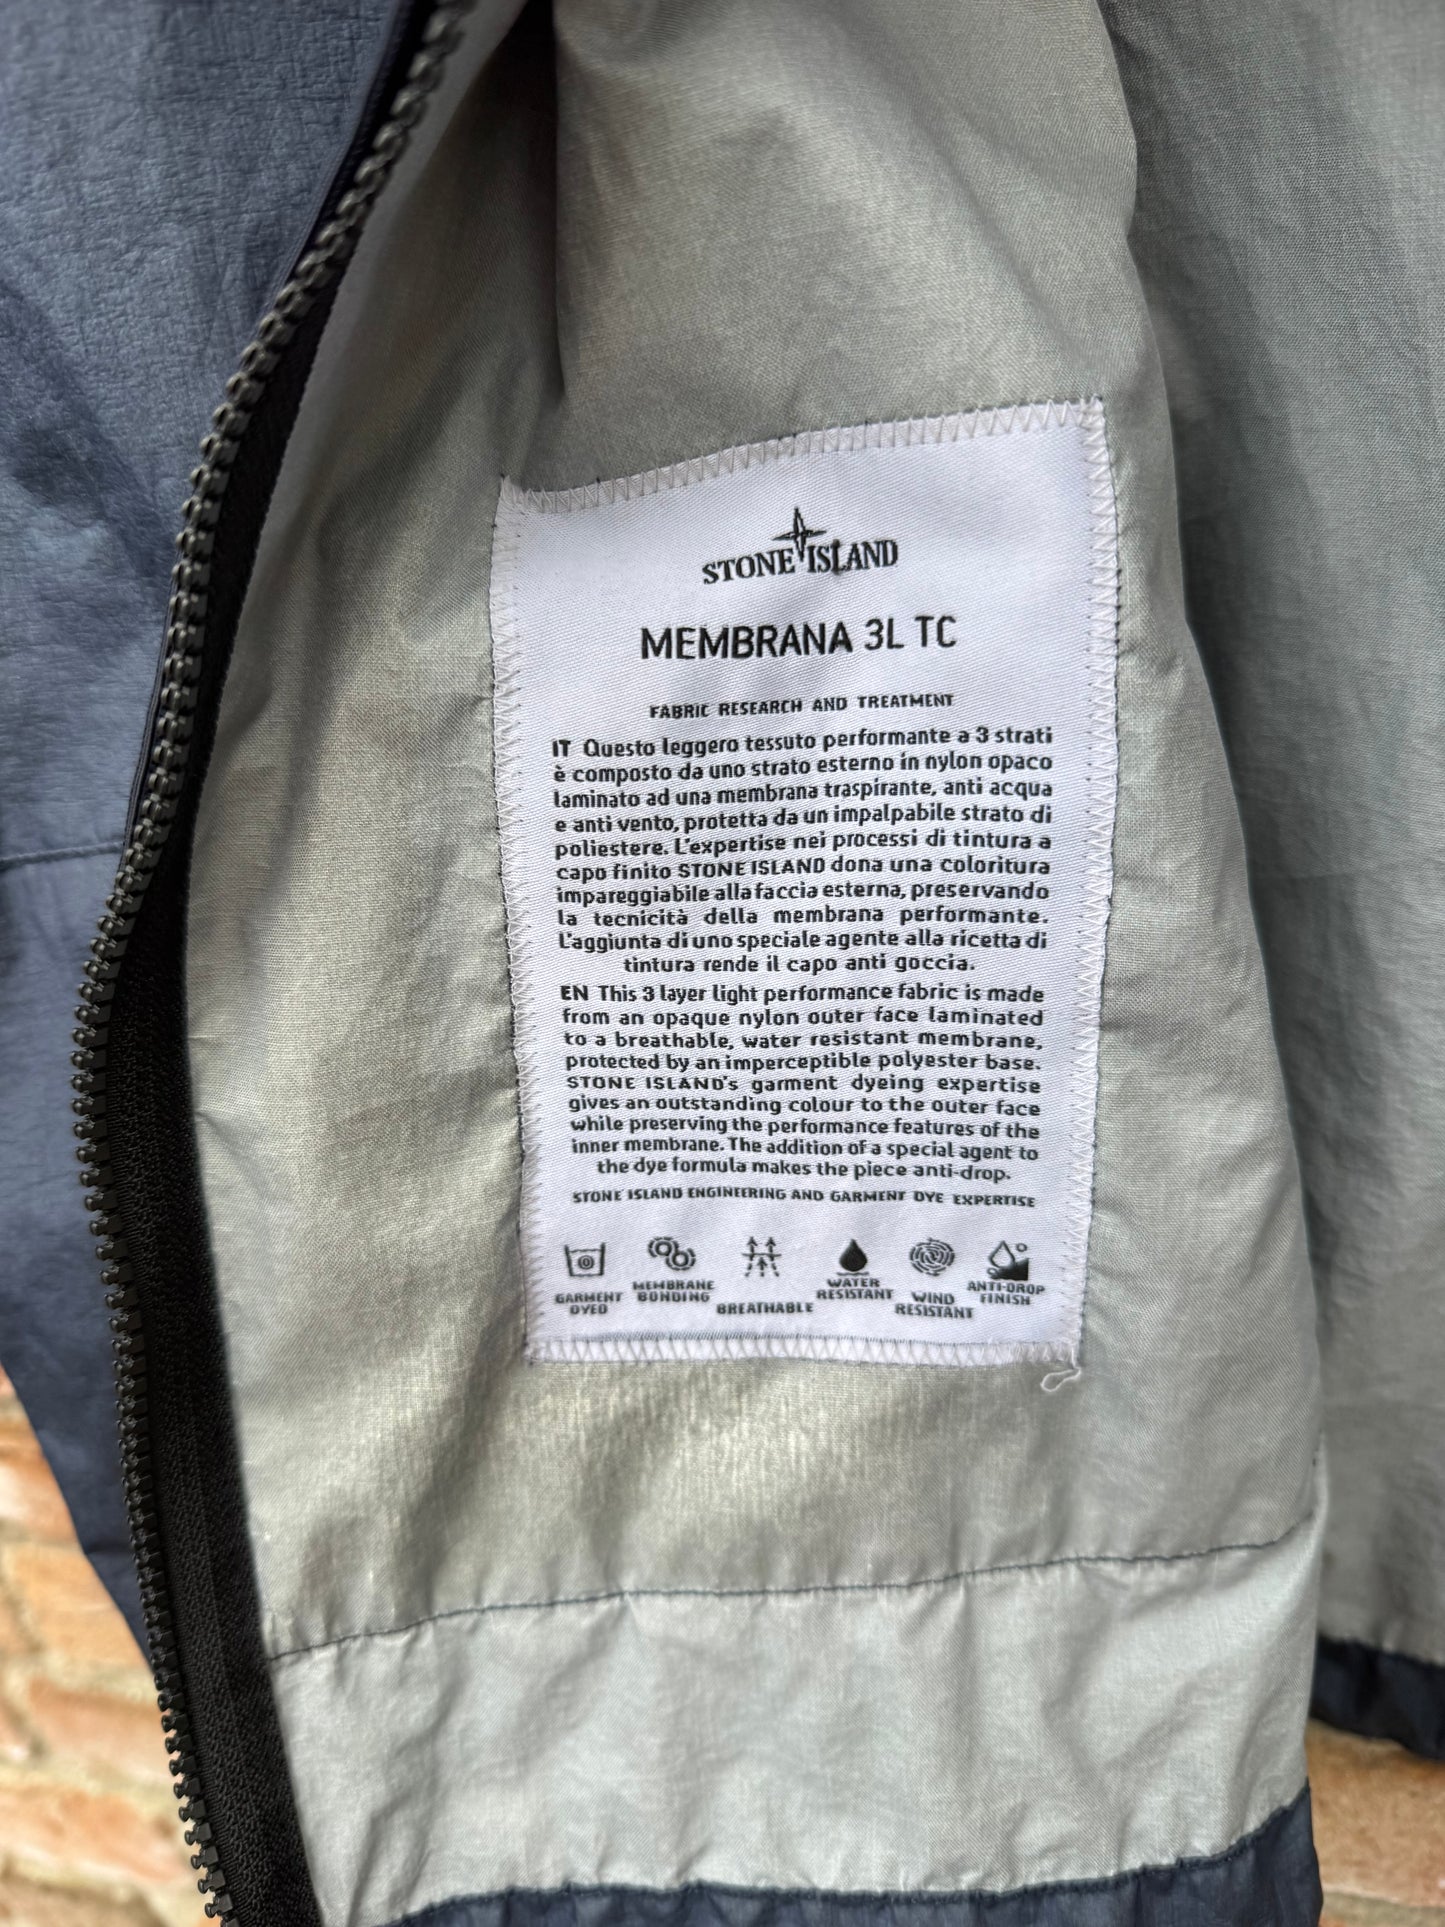 STONE ISLAND
MEMBRANA 3L TC
FABRIC RESEARCH AND TREATMENT
IT Questo leggero tessuto performante a 3 strati
è composto da uno strato esterno in nylon opaco
laminato ad una membrana traspirante, anti acqua
e anti vento, protetta da un impalpabile strato di
poliestere. L'expertise nei processi di tintura a
capo finito STONE ISLAND dona una coloritura
impareggiabile alla faccia esterna, preservando
la tecnicità della membrana performante.
L'aggiunta di uno speciale agente alla ricetta di
tintura rende il capo anti goccia.
EN This 3 layer light performance fabric is made
from an opaque nylon outer face laminated
to a breathable, water resistant membrane,
protected by an imperceptible polyester base.
STONE ISLAND's garment dyeing expertise
gives an outstanding colour to the outer face
while preserving the performance features of the
inner membrane. The addition of a special agent to
the dye formula makes the piece anti-drop.
STONE ISLAND ENGINEERING AND GARMENT DYE EXPERTISE
GARMENT
DYED
MEMBRANE
BONDING
BREATHABLE
WATER
RESISTANT
WIND
RESISTANT
ANTI-DROP
FINISH